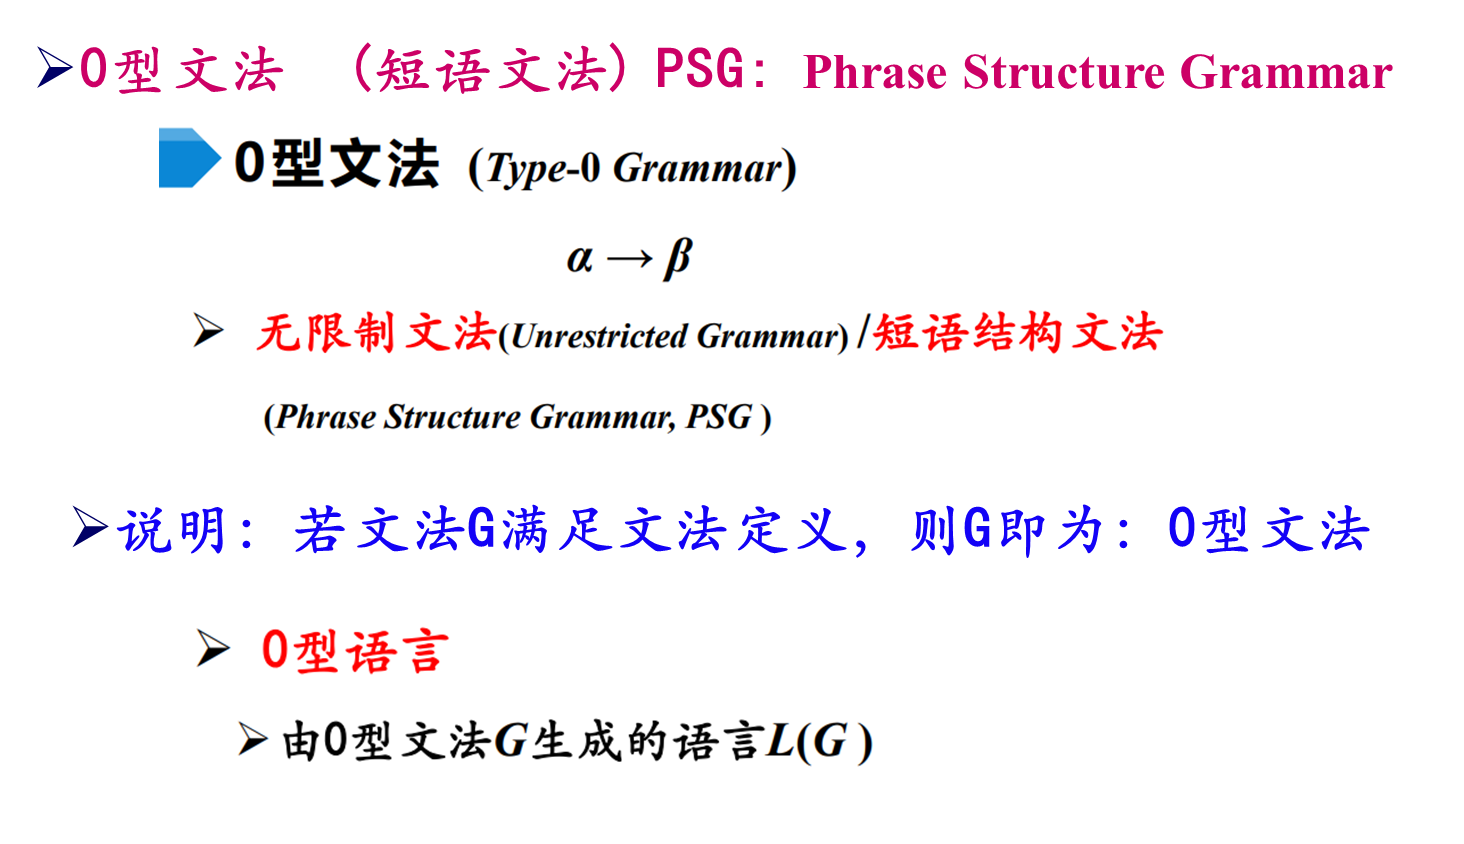 ➢0型文法 (短语文法) PSG: Phrase Structure Grammar
0型文法 (Type-0 Grammar)
α → β
➢ 无限制文法(Unrestricted Grammar) /短语结构文法
(Phrase Structure Grammar, PSG )
➢说明: 若文法G满足文法定义, 则G即为: 0型文法
➢ 0型语言
➢由0型文法G生成的语言L(G )